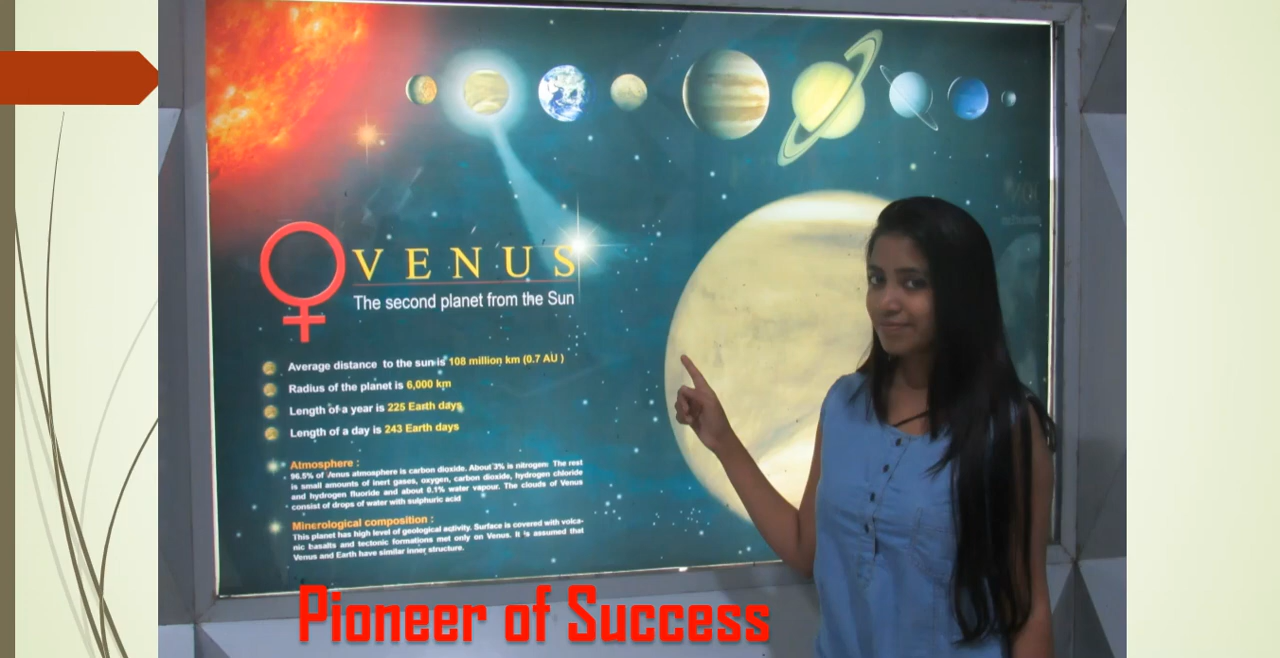 VENUS
The second planet from the Sun
Average distance to the sun is 108 million km (0.7 AU )
Radius of the planet is 6,000 km
Length of a year is 225 Earth days
Length of a day is 243 Earth days
Atmosphere :
96.5% of Venus atmosphere is carbon dioxide. About 3% is nitrogen. The rest
is small amounts of inert gases, oxygen, carbon dioxide, hydrogen chloride
and hydrogen fluoride and about 0.1% water vapour. The clouds of Venus
consist of drops of water with sulphuric acid
Minerological composition :
This planet has high level of geological activity. Surface is covered with volca-
nic basalts and tectonic formations met only on Venus. It is assumed that
Venus and Earth have similar inner structure.
Pioneer of Success